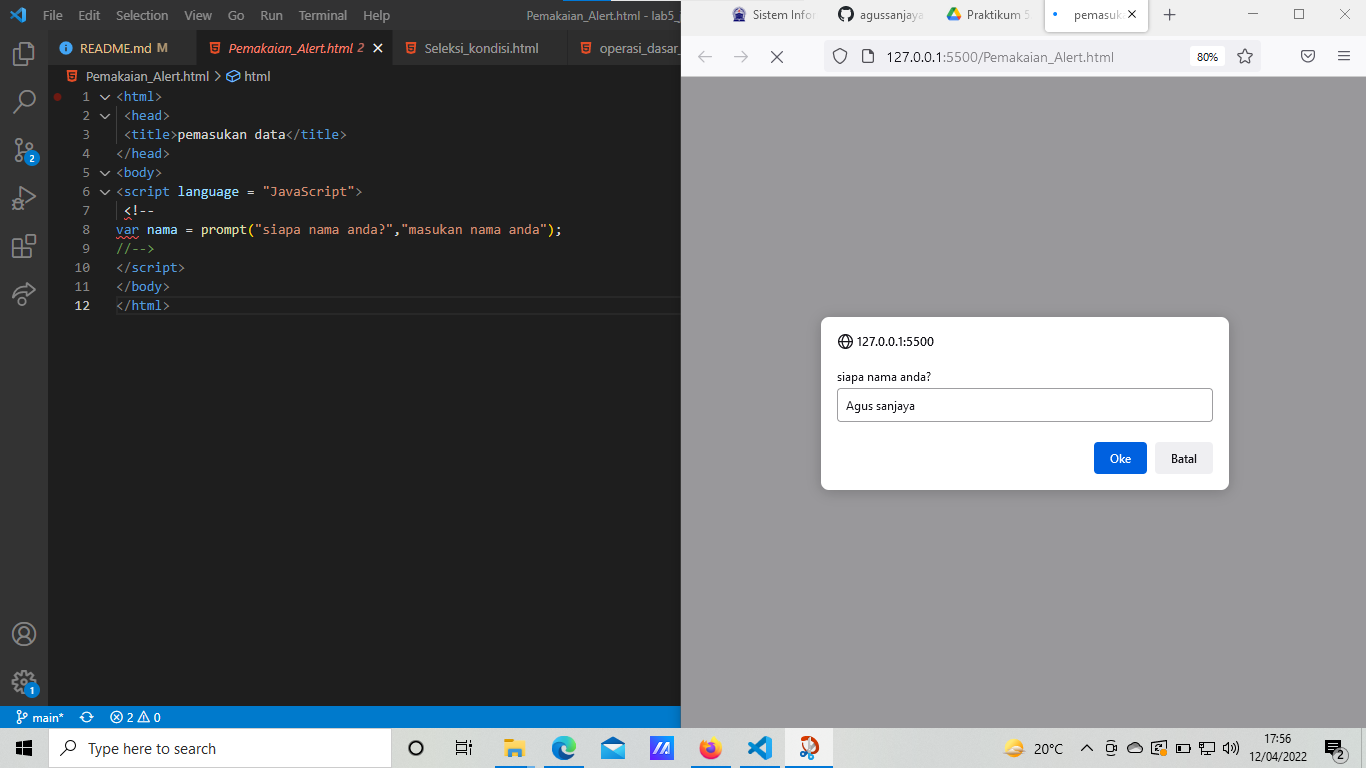 File Edit Selection View Go Run Terminal Help
Pemakaian_Alert.html - lab5_
README.md M
Pemakaian_Alert.html 2
Seleksi_kondisi.html
operasi_dasar_
Pemakaian_Alert.html > html
1 <html>
2 <head>
3 <title>pemasukan data</title>
4 </head>
5 <body>
6 <script language = "JavaScript">
7 <!--
8 var nama = prompt("siapa nama anda?","masukan nama anda");
9 //-->
10 </script>
11 </body>
12 </html>
2
1
main* 2 0
Sistem Infor
agussanjaya
Praktikum 5
pemasuk
127.0.0.1:5500/Pemakaian_Alert.html
80%
127.0.0.1:5500
siapa nama anda?
Agus sanjaya
Oke
Batal
Type here to search
20°C
17:56
12/04/2022
2